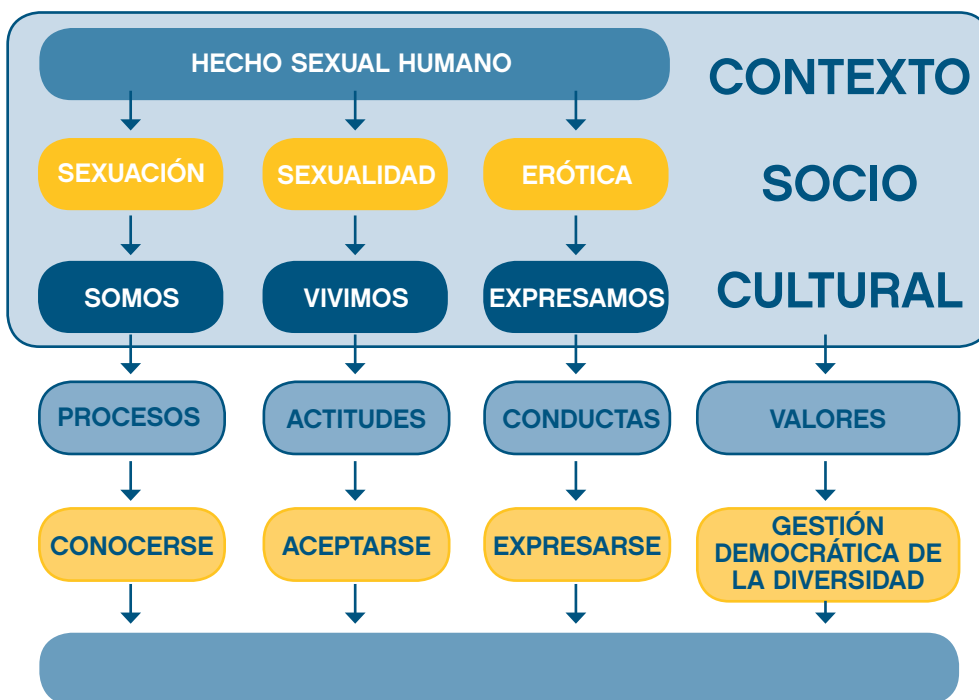 HECHO SEXUAL HUMANO
CONTEXTO
SEXUACIÓN
SEXUALIDAD
ERÓTICA
SOCIO
SOMOS
VIVIMOS
EXPRESAMOS
CULTURAL
PROCESOS
ACTITUDES
CONDUCTAS
VALORES
CONOCERSE
ACEPTARSE
EXPRESARSE
GESTIÓN
DEMOCRÁTICA DE
LA DIVERSIDAD